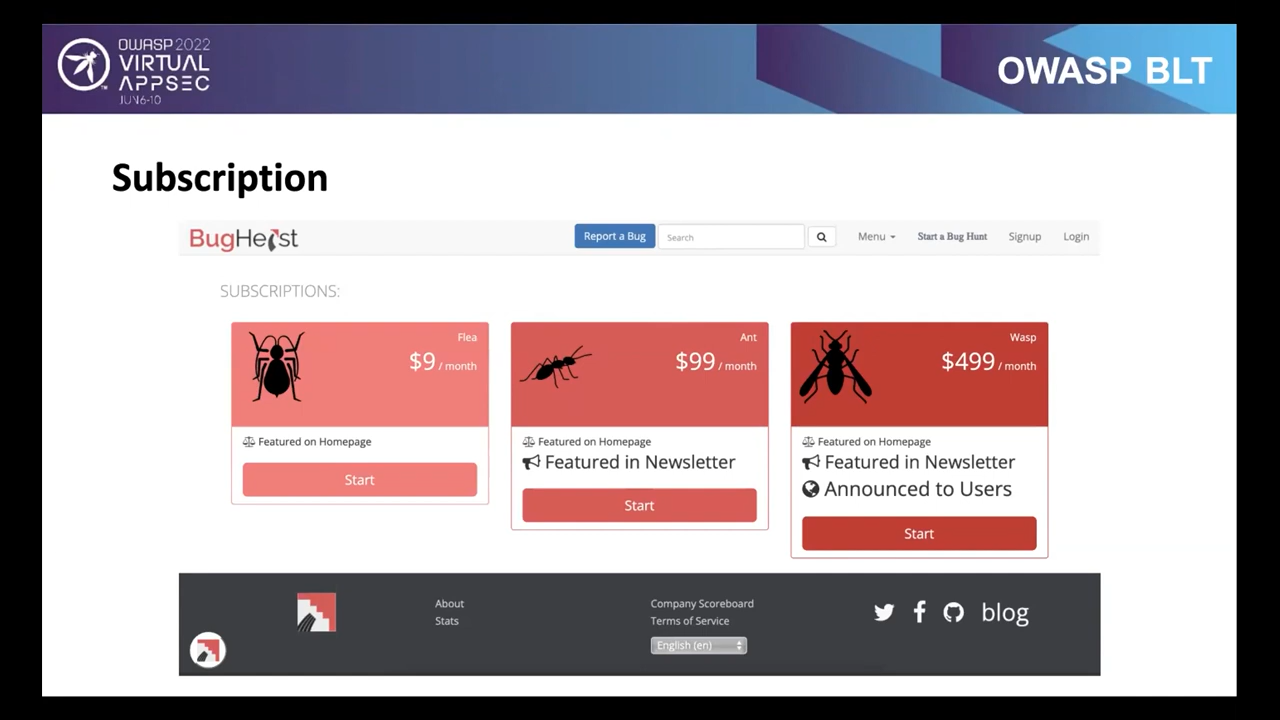 OWASP 2022
VIRTUAL
APPSEC
JUN 6-10
OWASP BLT
Subscription
BugHeist
Report a Bug
Search
Menu
Start a Bug Hunt
Signup
Login
SUBSCRIPTIONS:
Flea
$9 / month
Featured on Homepage
Start
Ant
$99 / month
Featured on Homepage
Featured in Newsletter
Start
Wasp
$499 / month
Featured on Homepage
Featured in Newsletter
Announced to Users
Start
About
Stats
Company Scoreboard
Terms of Service
English (en)
blog